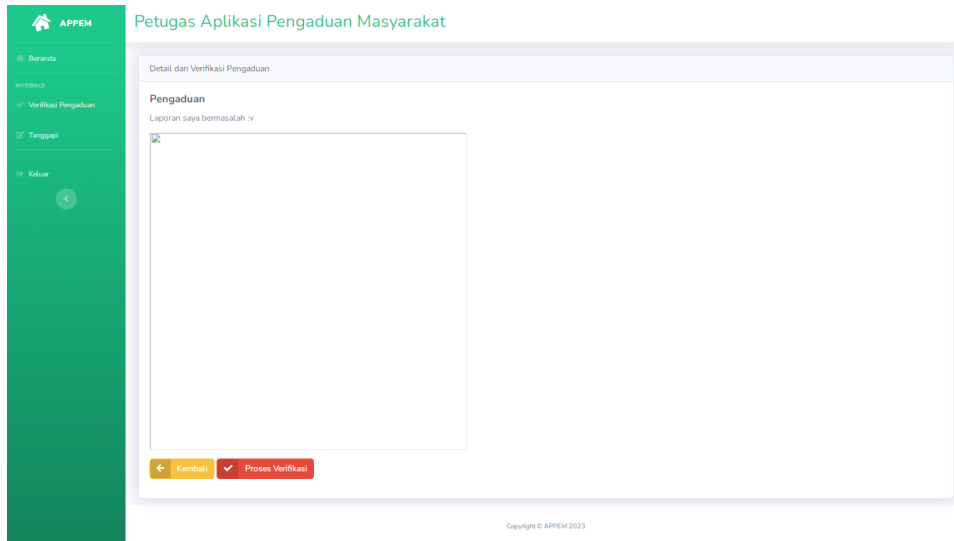 APPEM
Petugas Aplikasi Pengaduan Masyarakat
Beranda
INTERFACE
Verifikasi Pengaduan
Tanggapi
Keluar
Detail dan Verifikasi Pengaduan
Pengaduan
Laporan saya bermasalah :v
Kembali
Proses Verifikasi
Copyright © APPEM 2023